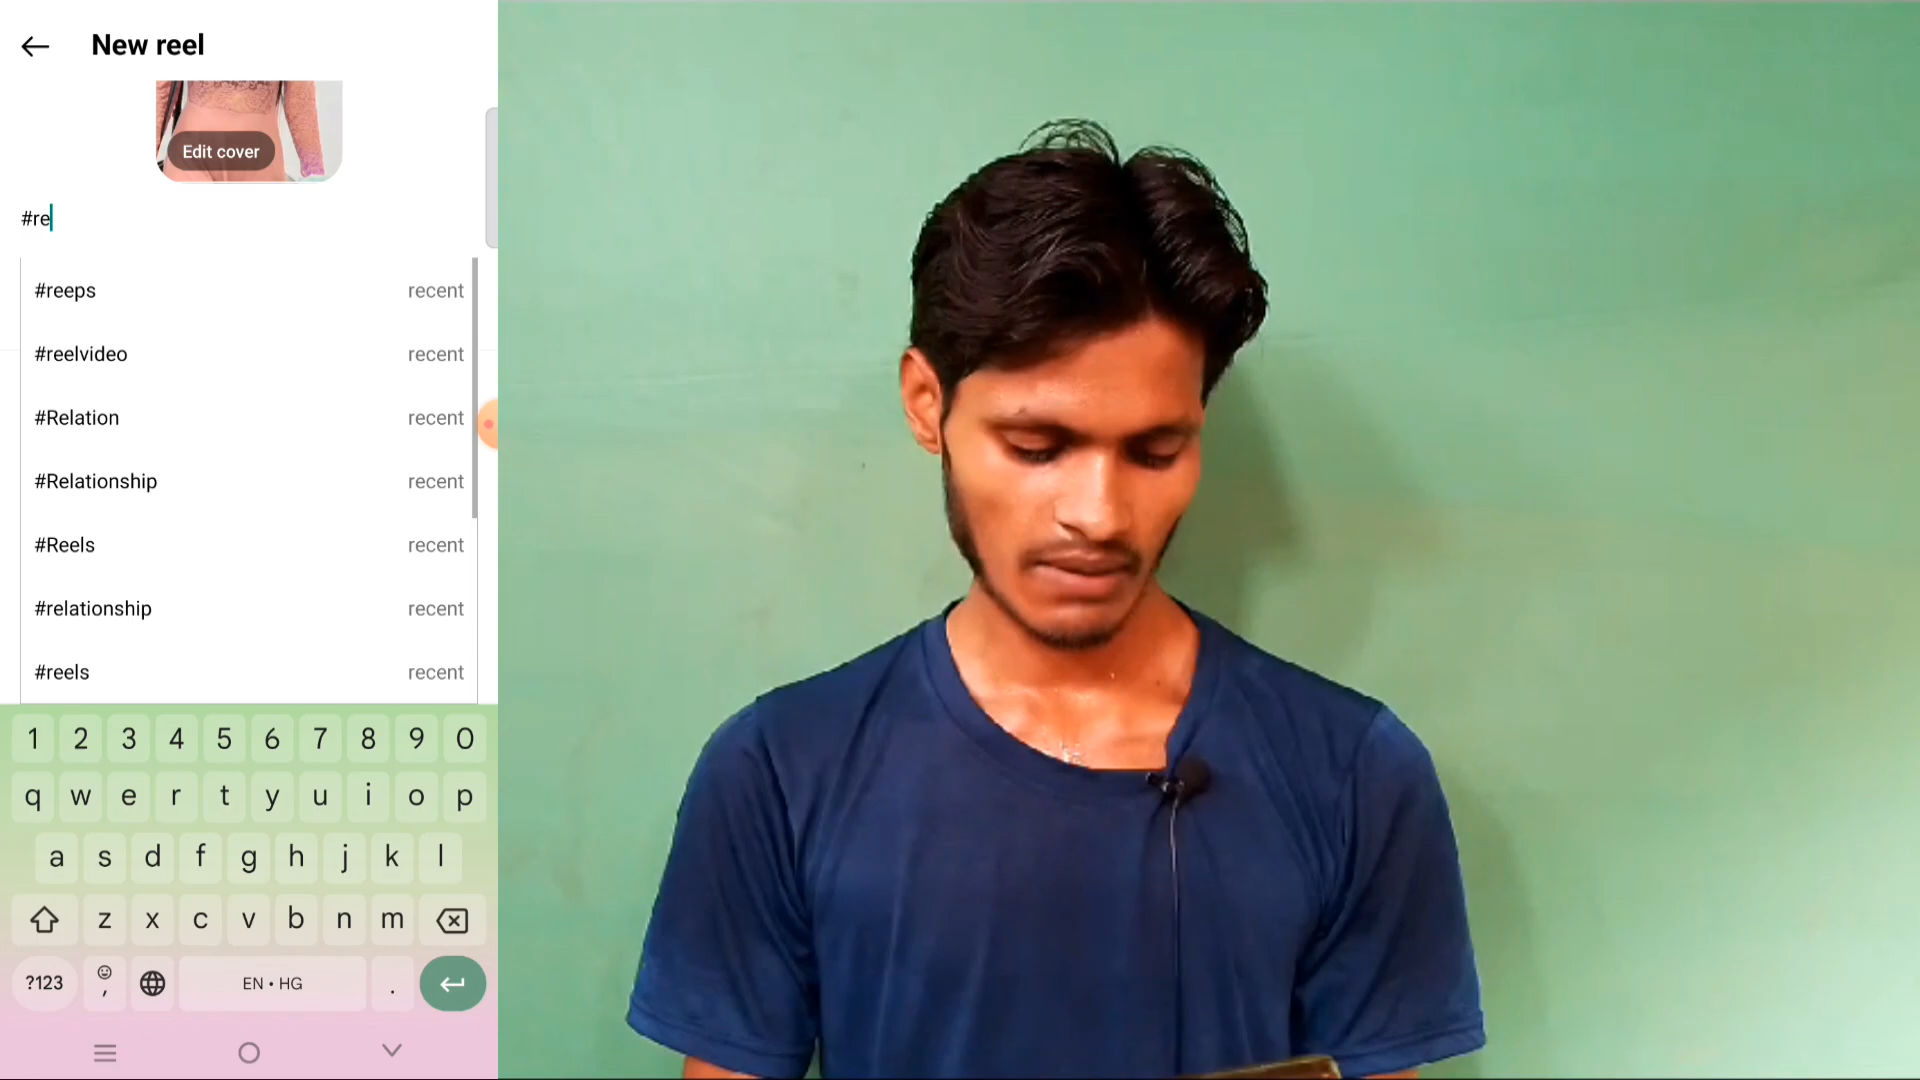 New reel
Edit cover
#re
#reeps recent
#reelvideo recent
#Relation recent
#Relationship recent
#Reels recent
#relationship recent
#reels recent
1 2 3 4 5 6 7 8 9 0
q w e r t y u i o p
a s d f g h j k l
z x c v b n m
?123 , EN • HG .